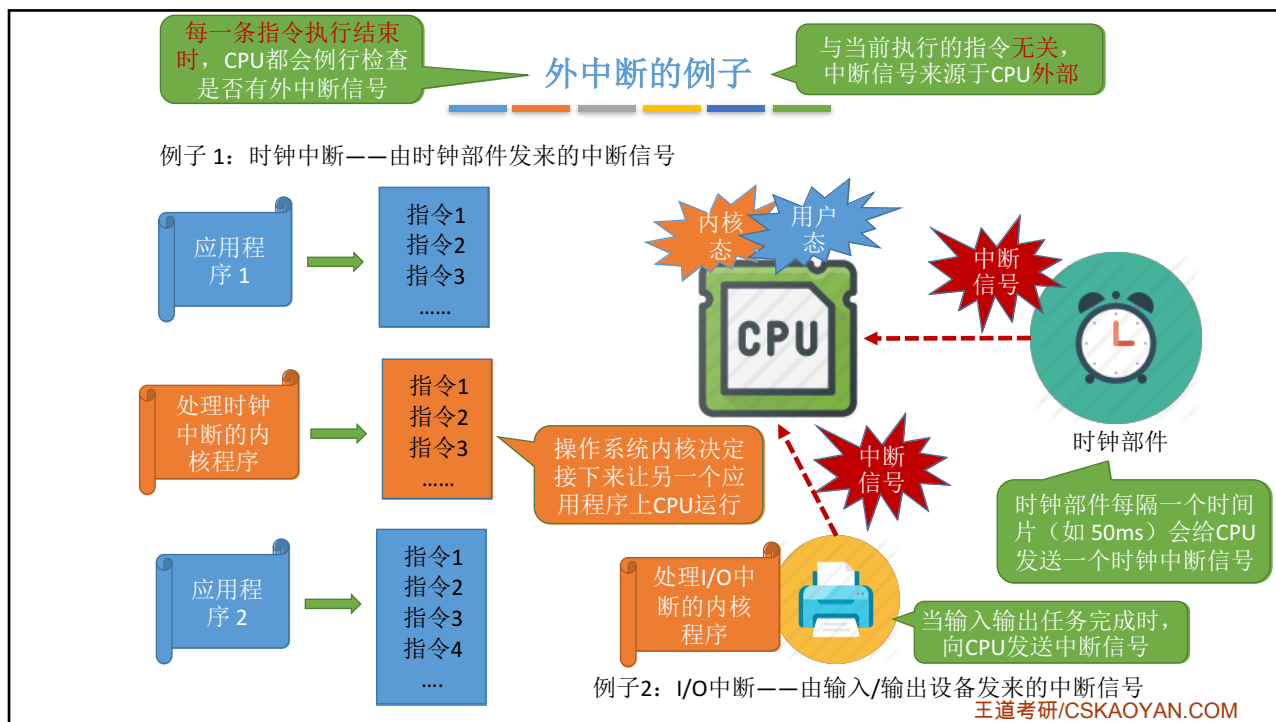 每一条指令执行结束
时，CPU都会例行检查
是否有外中断信号
外中断的例子
与当前执行的指令无关，
中断信号来源于CPU外部
例子 1：时钟中断——由时钟部件发来的中断信号
应用程
序 1
指令1
指令2
指令3
……
内核
态
用户
态
CPU
中断
信号
时钟部件
处理时钟
中断的内
核程序
指令1
指令2
指令3
……
操作系统内核决定
接下来让另一个应
用程序上CPU运行
中断
信号
时钟部件每隔一个时间
片（如 50ms）会给CPU
发送一个时钟中断信号
应用程
序 2
指令1
指令2
指令3
指令4
….
处理I/O中
断的内核
程序
当输入输出任务完成时，
向CPU发送中断信号
例子2：I/O中断——由输入/输出设备发来的中断信号
王道考研/CSKAOYAN.COM